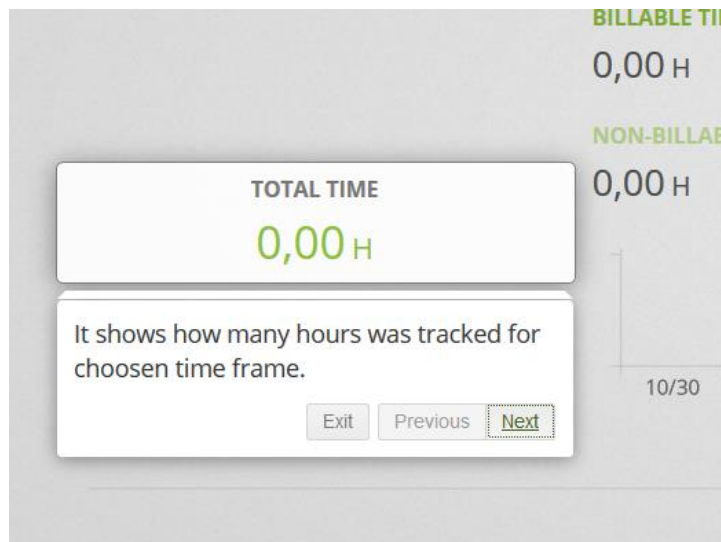 BILLABLE
0,00 H
NON-BILLAB
0,00 H
TOTAL TIME
0,00 H
It shows how many hours was tracked for
choosen time frame.
Exit Previous Next
10/30